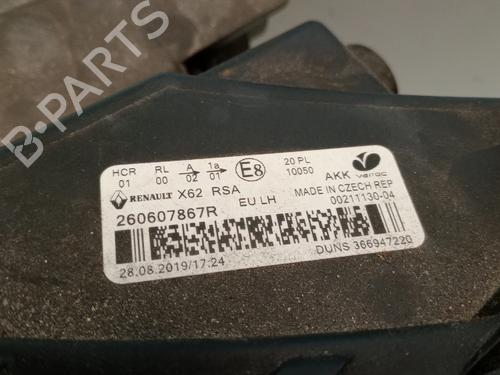 HCR RL A 1a E8 20 PL AKK varroc
01 00 02 01 10050
RENAULT X62 RSA MADE IN CZECH REP
260607867R EU LH 00211130-04
28.08.2019/17:24 DUNS 366947220
B-PARTS